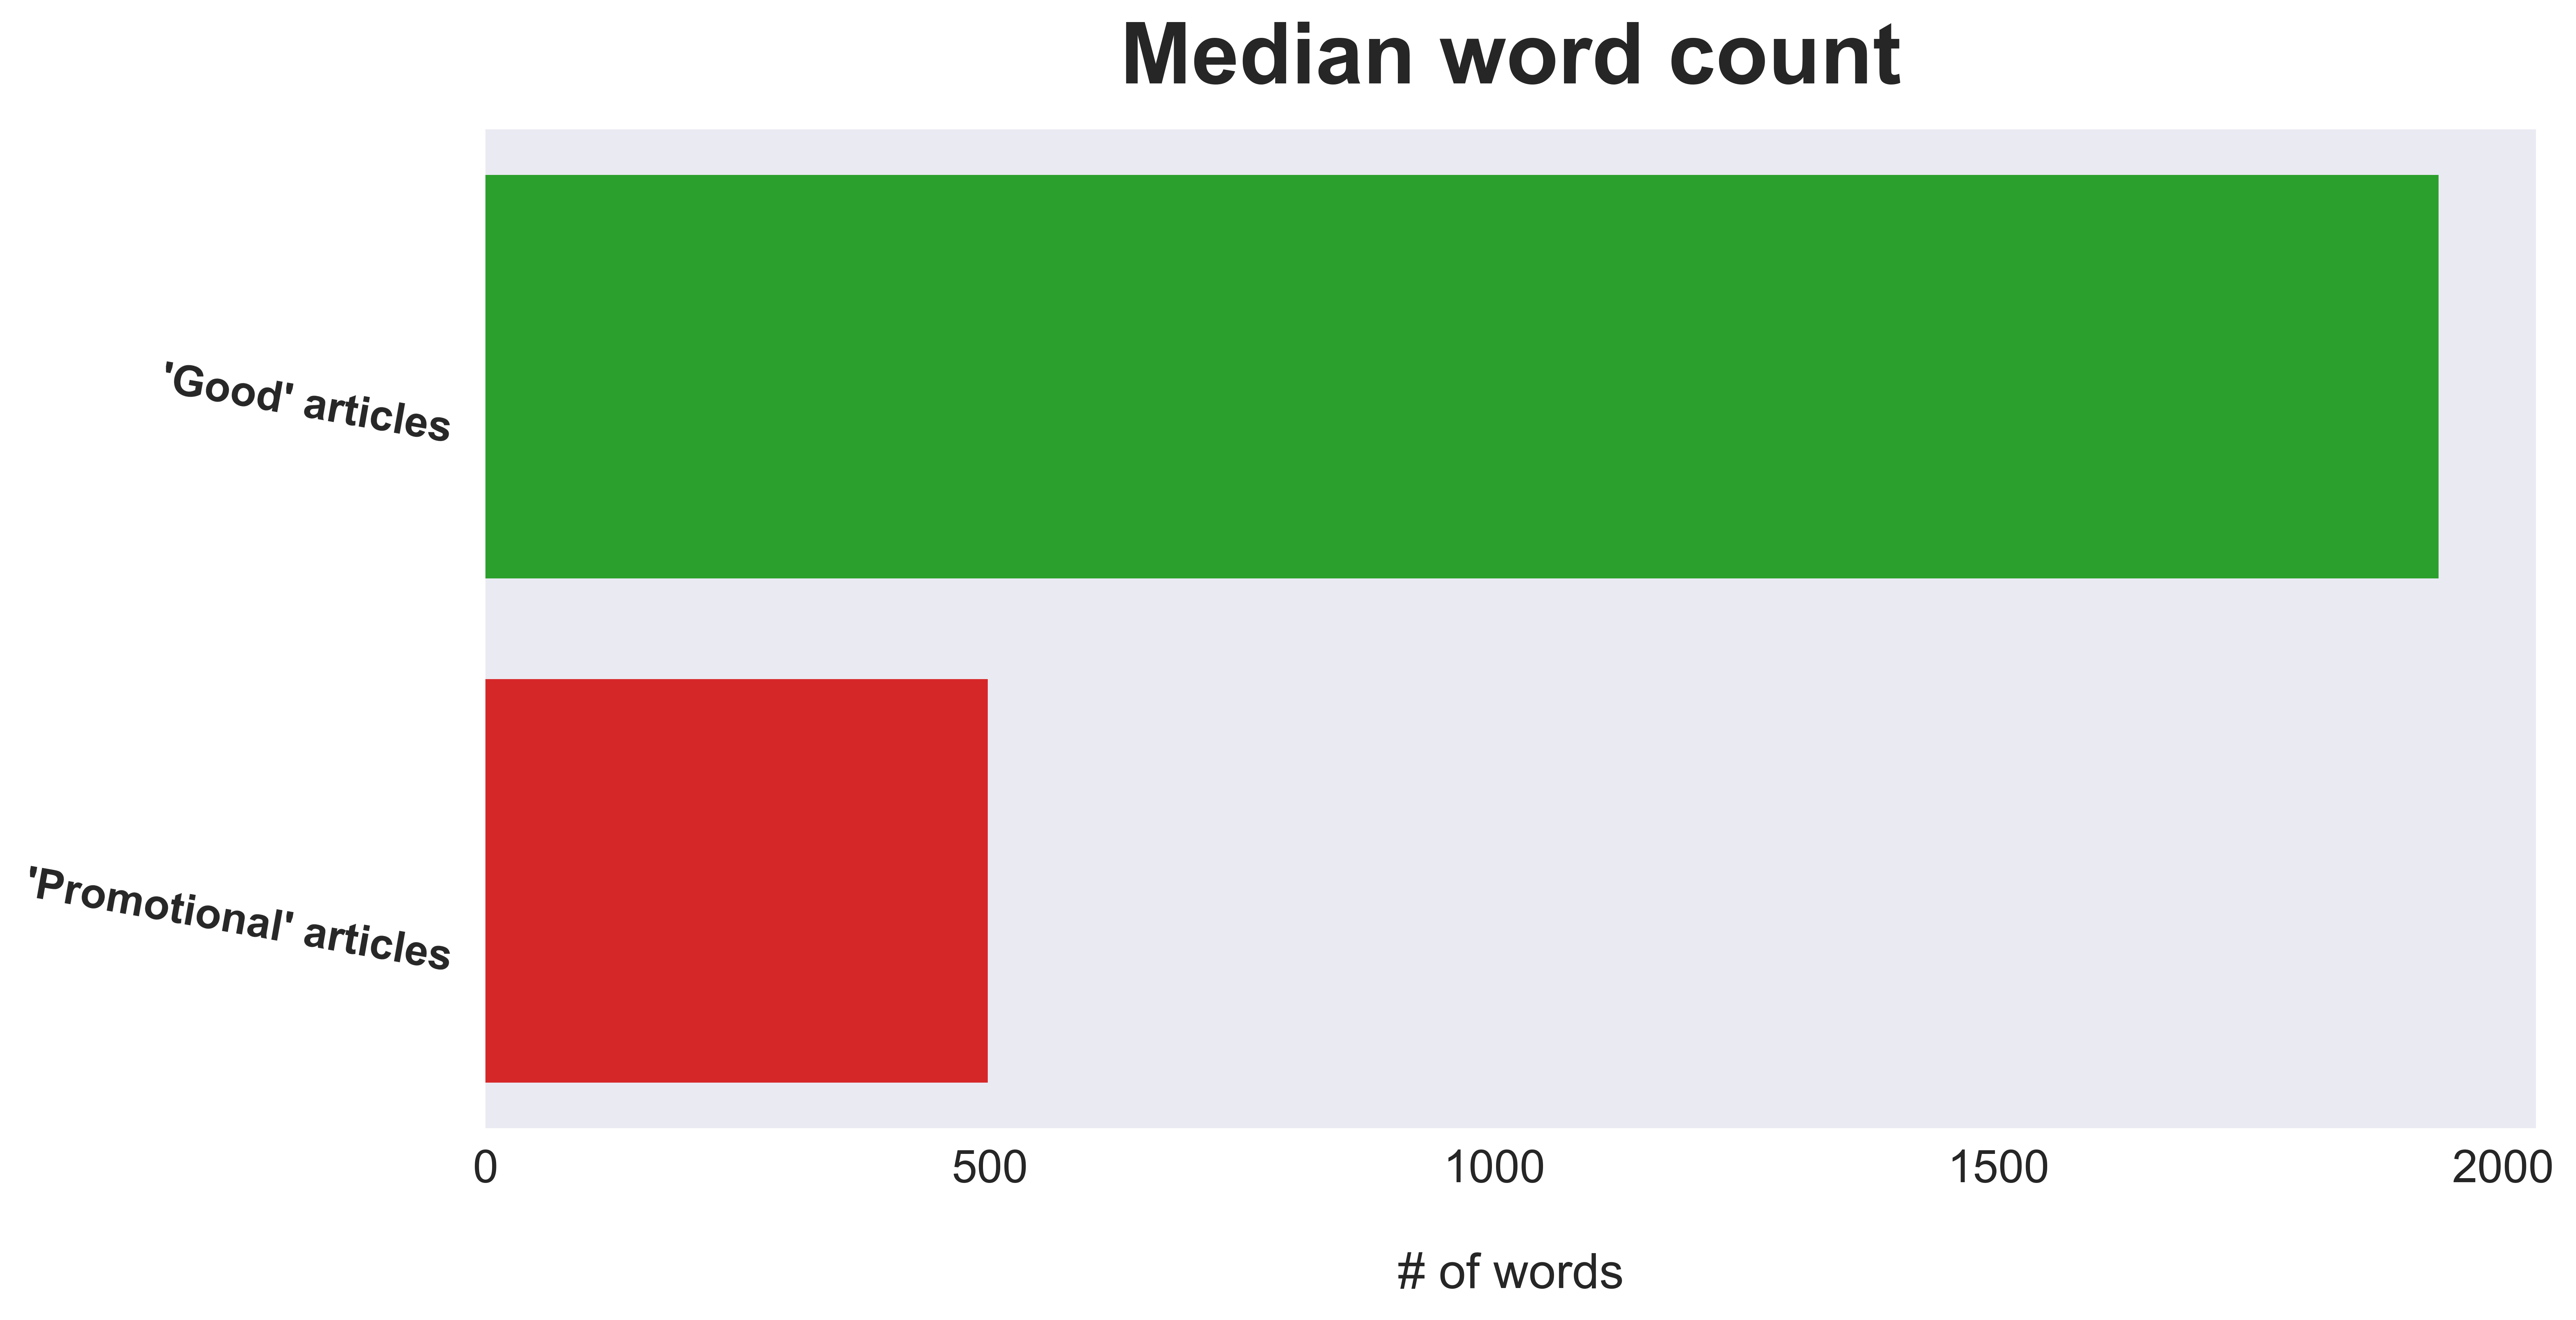 Median word count
'Good' articles
'Promotional' articles
0 500 1000 1500 2000
# of words